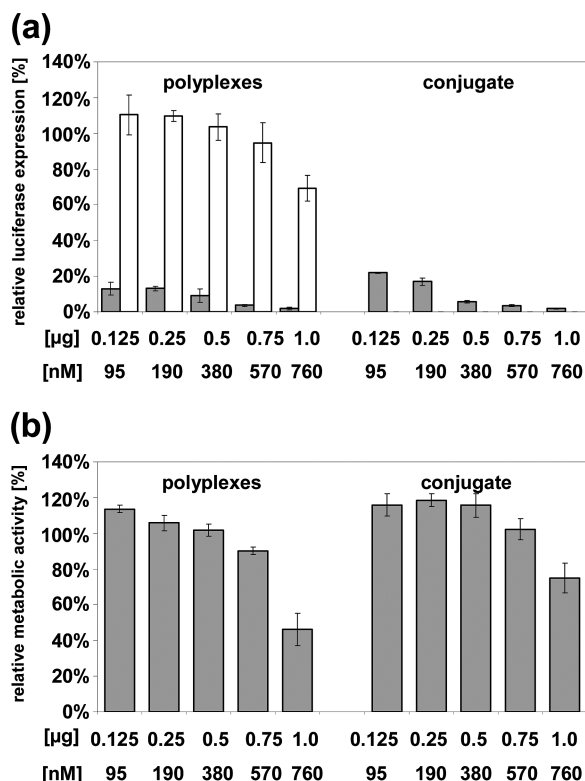 (a)
relative luciferase expression [%]
140%
120%
100%
80%
60%
40%
20%
0%
polyplexes
conjugate
[µg] 0.125 0.25 0.5 0.75 1.0 0.125 0.25 0.5 0.75 1.0
[nM] 95 190 380 570 760 95 190 380 570 760
(b)
relative metabolic activity [%]
140%
120%
100%
80%
60%
40%
20%
0%
polyplexes
conjugate
[µg] 0.125 0.25 0.5 0.75 1.0 0.125 0.25 0.5 0.75 1.0
[nM] 95 190 380 570 760 95 190 380 570 760